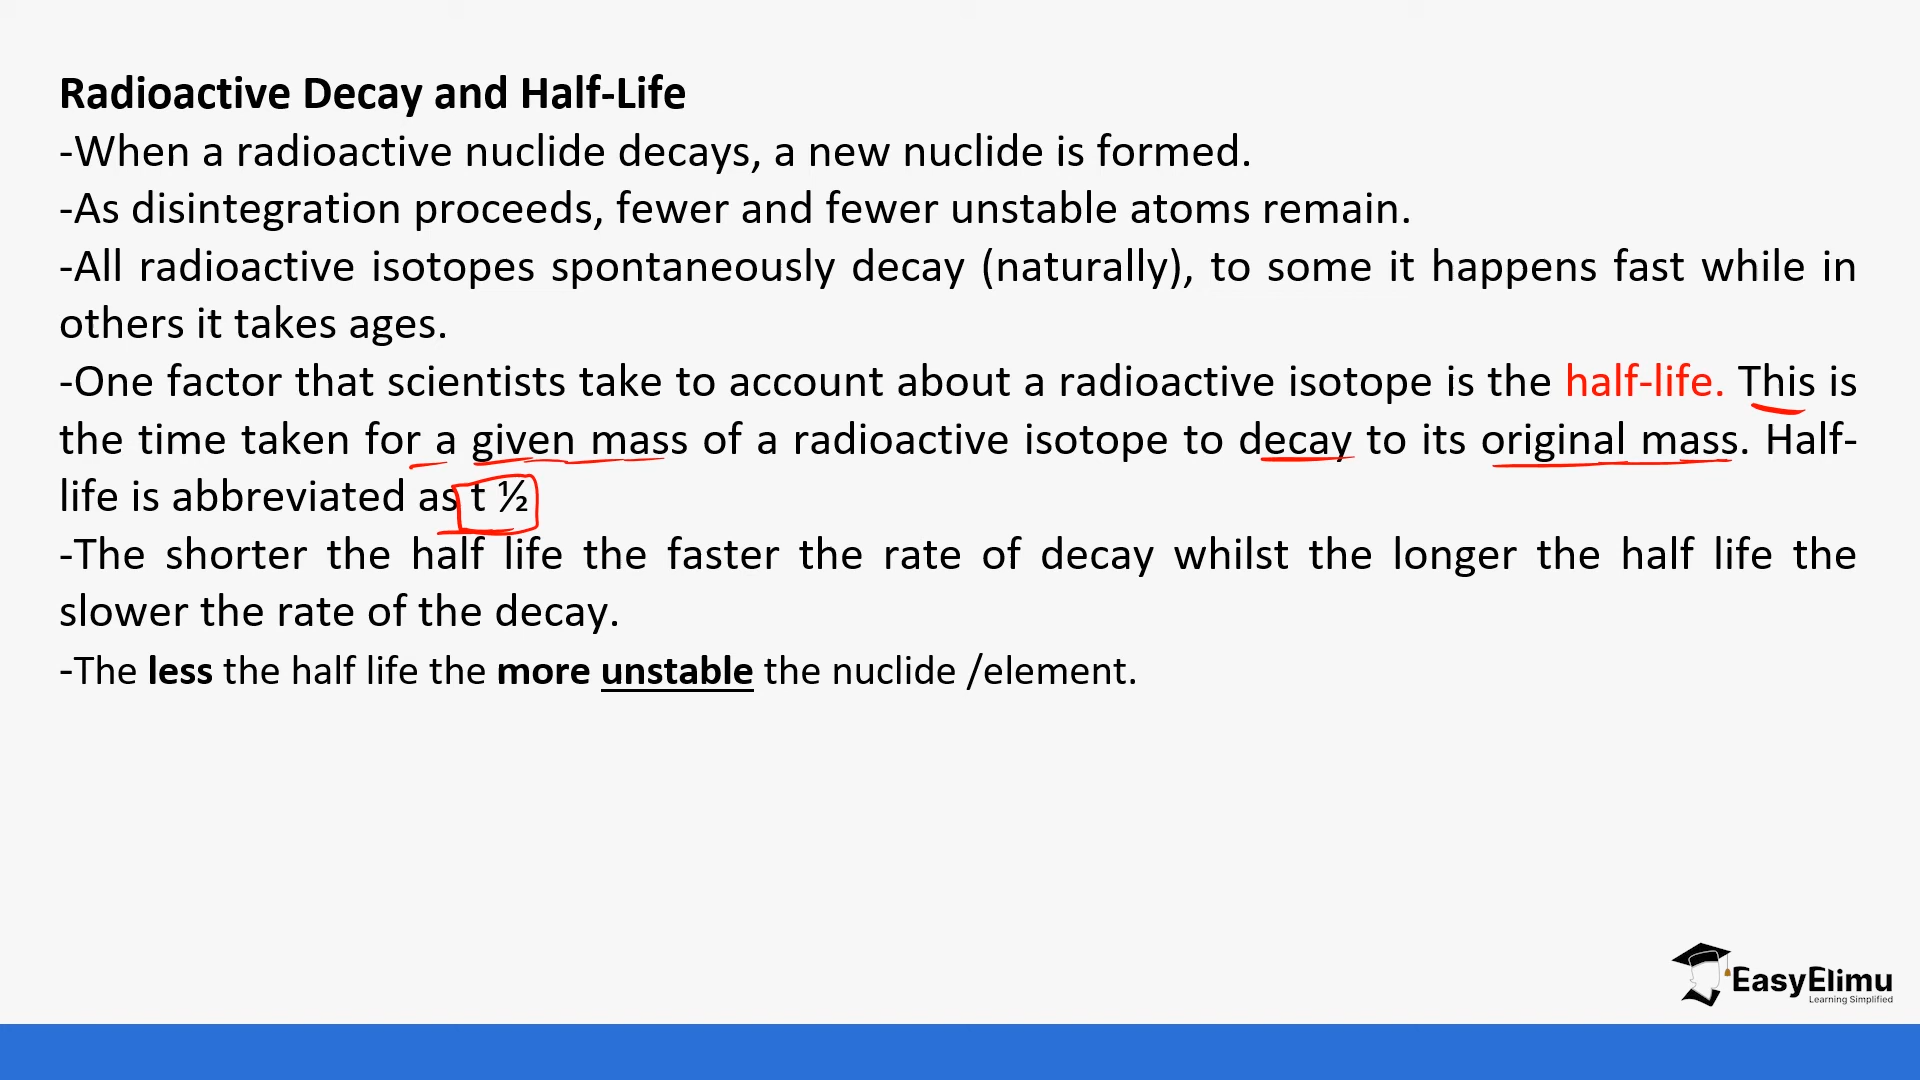 Radioactive Decay and Half-Life
-When a radioactive nuclide decays, a new nuclide is formed.
-As disintegration proceeds, fewer and fewer unstable atoms remain.
-All radioactive isotopes spontaneously decay (naturally), to some it happens fast while in
others it takes ages.
-One factor that scientists take to account about a radioactive isotope is the half-life. This is
the time taken for a given mass of a radioactive isotope to decay to its original mass. Half-
life is abbreviated as t ½
-The shorter the half life the faster the rate of decay whilst the longer the half life the
slower the rate of the decay.
-The less the half life the more unstable the nuclide /element.
EasyElimu
Learning Simplified